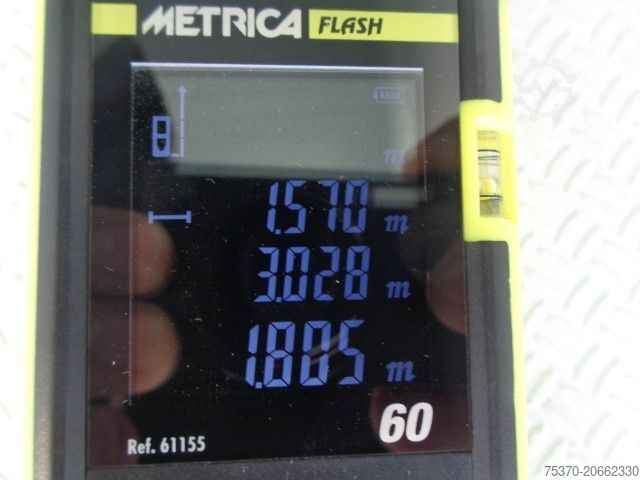 METRICA FLASH
m
1.570 m
3.028 m
1.805 m
60
Ref. 61155
75370-20662330